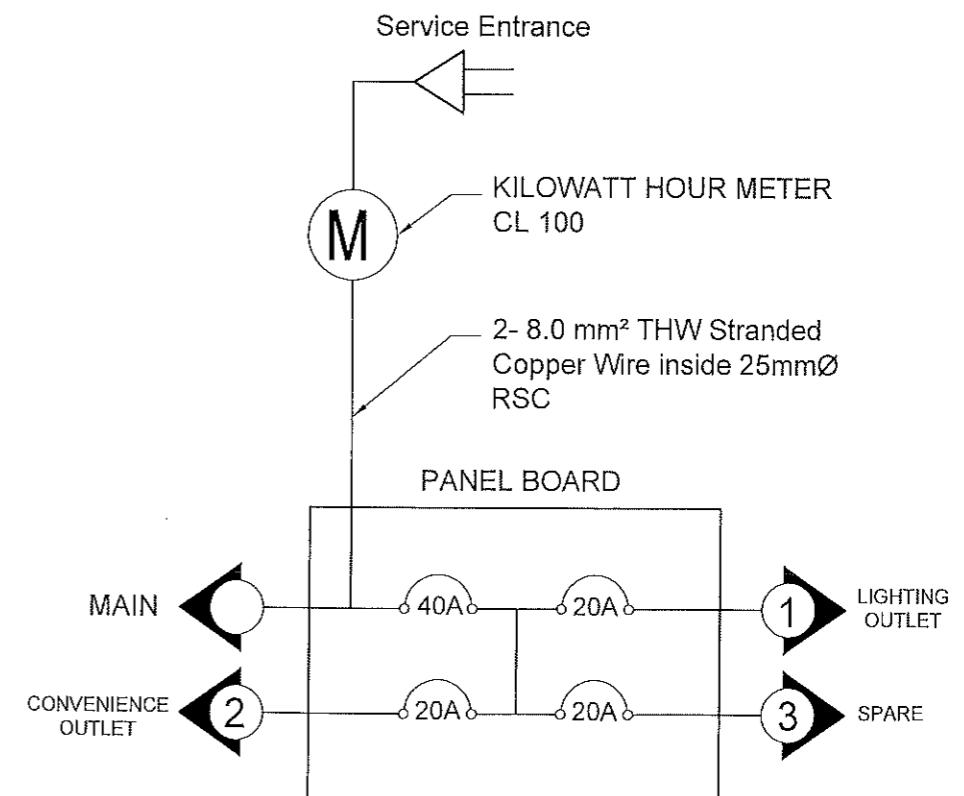 Service Entrance
KILOWATT HOUR METER
CL 100
M
2- 8.0 mm² THW Stranded
Copper Wire inside 25mmØ
RSC
PANEL BOARD
MAIN
40A
20A
1
LIGHTING
OUTLET
CONVENIENCE
OUTLET
2
20A
20A
3
SPARE